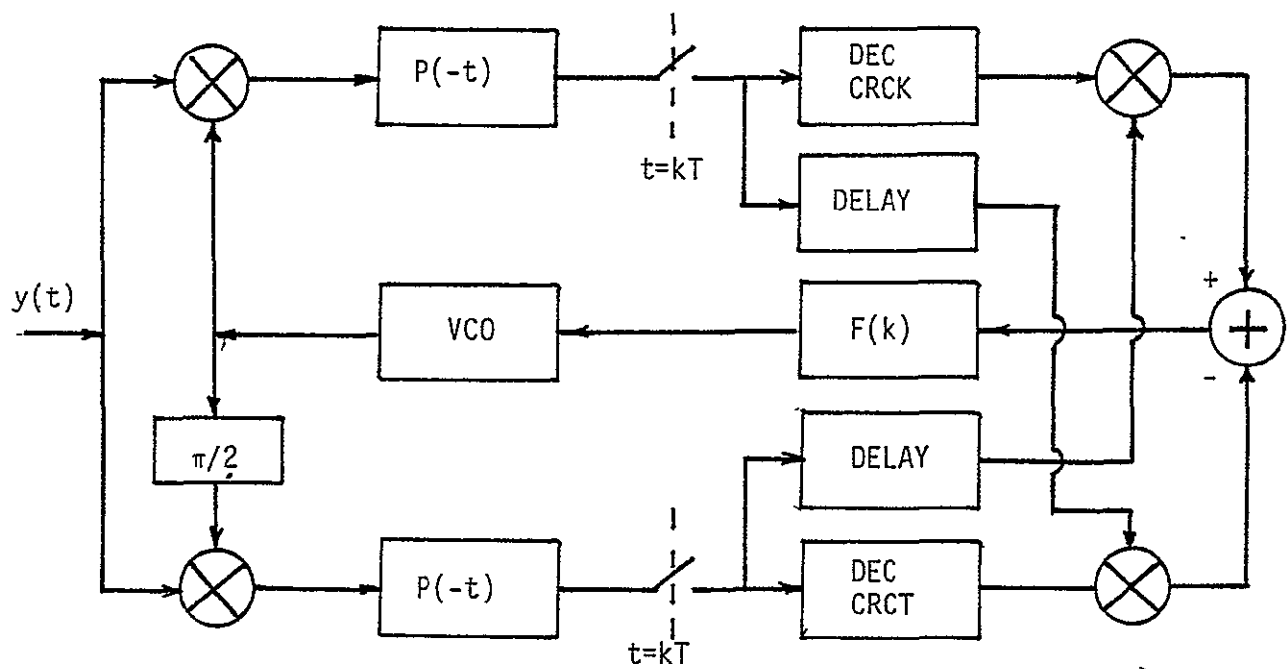 P(-t)
DEC
CRCK
t=kT
DELAY
y(t)
VCO
F(k)
+
+
-
π/2
DELAY
P(-t)
DEC
CRCT
t=kT